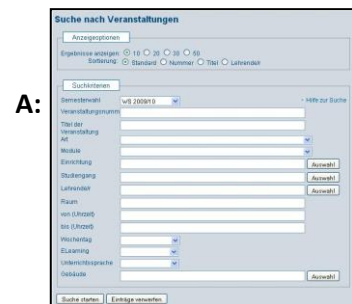 A:
Suche nach Veranstaltungen
Anzeigeoptionen
Ergebnisse anzeigen: 10 20 30 50
Sortierung: Standard Nummer Titel Lehrende/r
Suchkriterien
Semesterwahl WS 2009/10 Hilfe zur Suche
Veranstaltungsnumm
Titel der
Veranstaltung
Art
Module
Einrichtung Auswahl
Studiengang Auswahl
Lehrende/r Auswahl
Raum
von (Uhrzeit)
bis (Uhrzeit)
Wochentag
ELearning
Unterrichtssprache
Gebäude Auswahl
Suche starten Einträge verwerfen